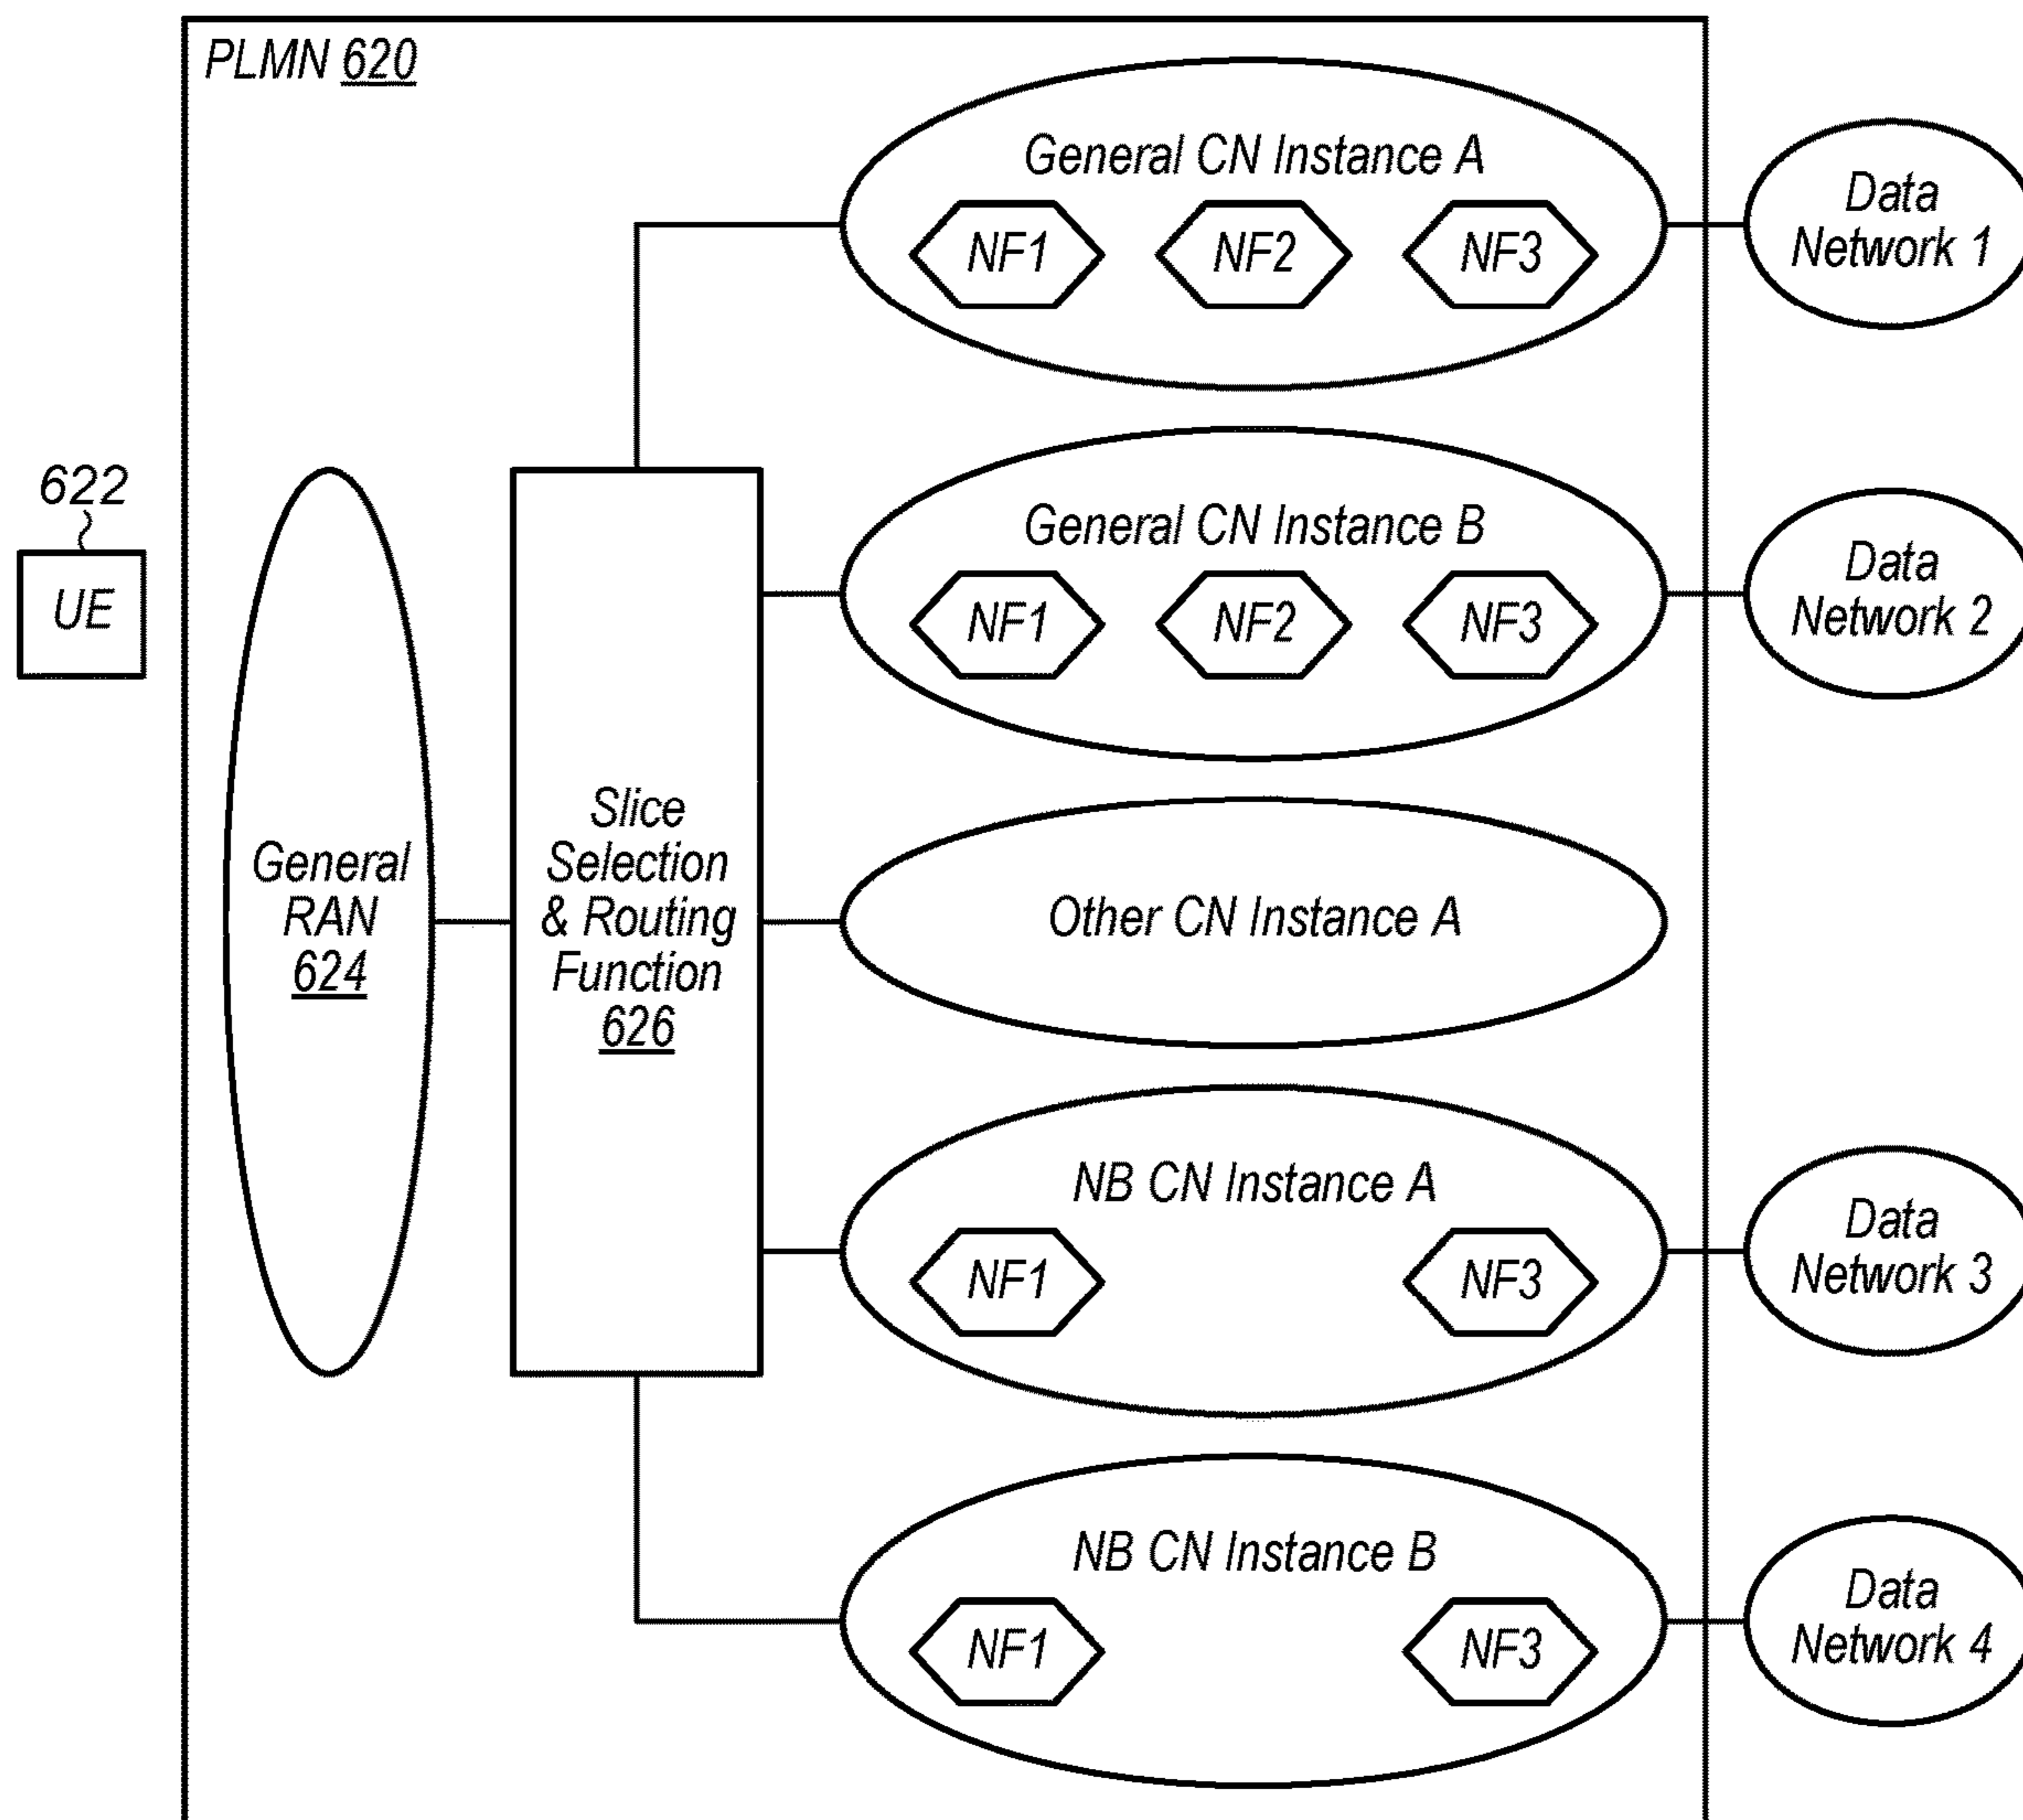 PLMN 620
General CN Instance A
NF1 NF2 NF3
Data
Network 1
622
UE
General CN Instance B
NF1 NF2 NF3
Data
Network 2
General
RAN
624
Slice
Selection
& Routing
Function
626
Other CN Instance A
NB CN Instance A
NF1 NF3
Data
Network 3
NB CN Instance B
NF1 NF3
Data
Network 4